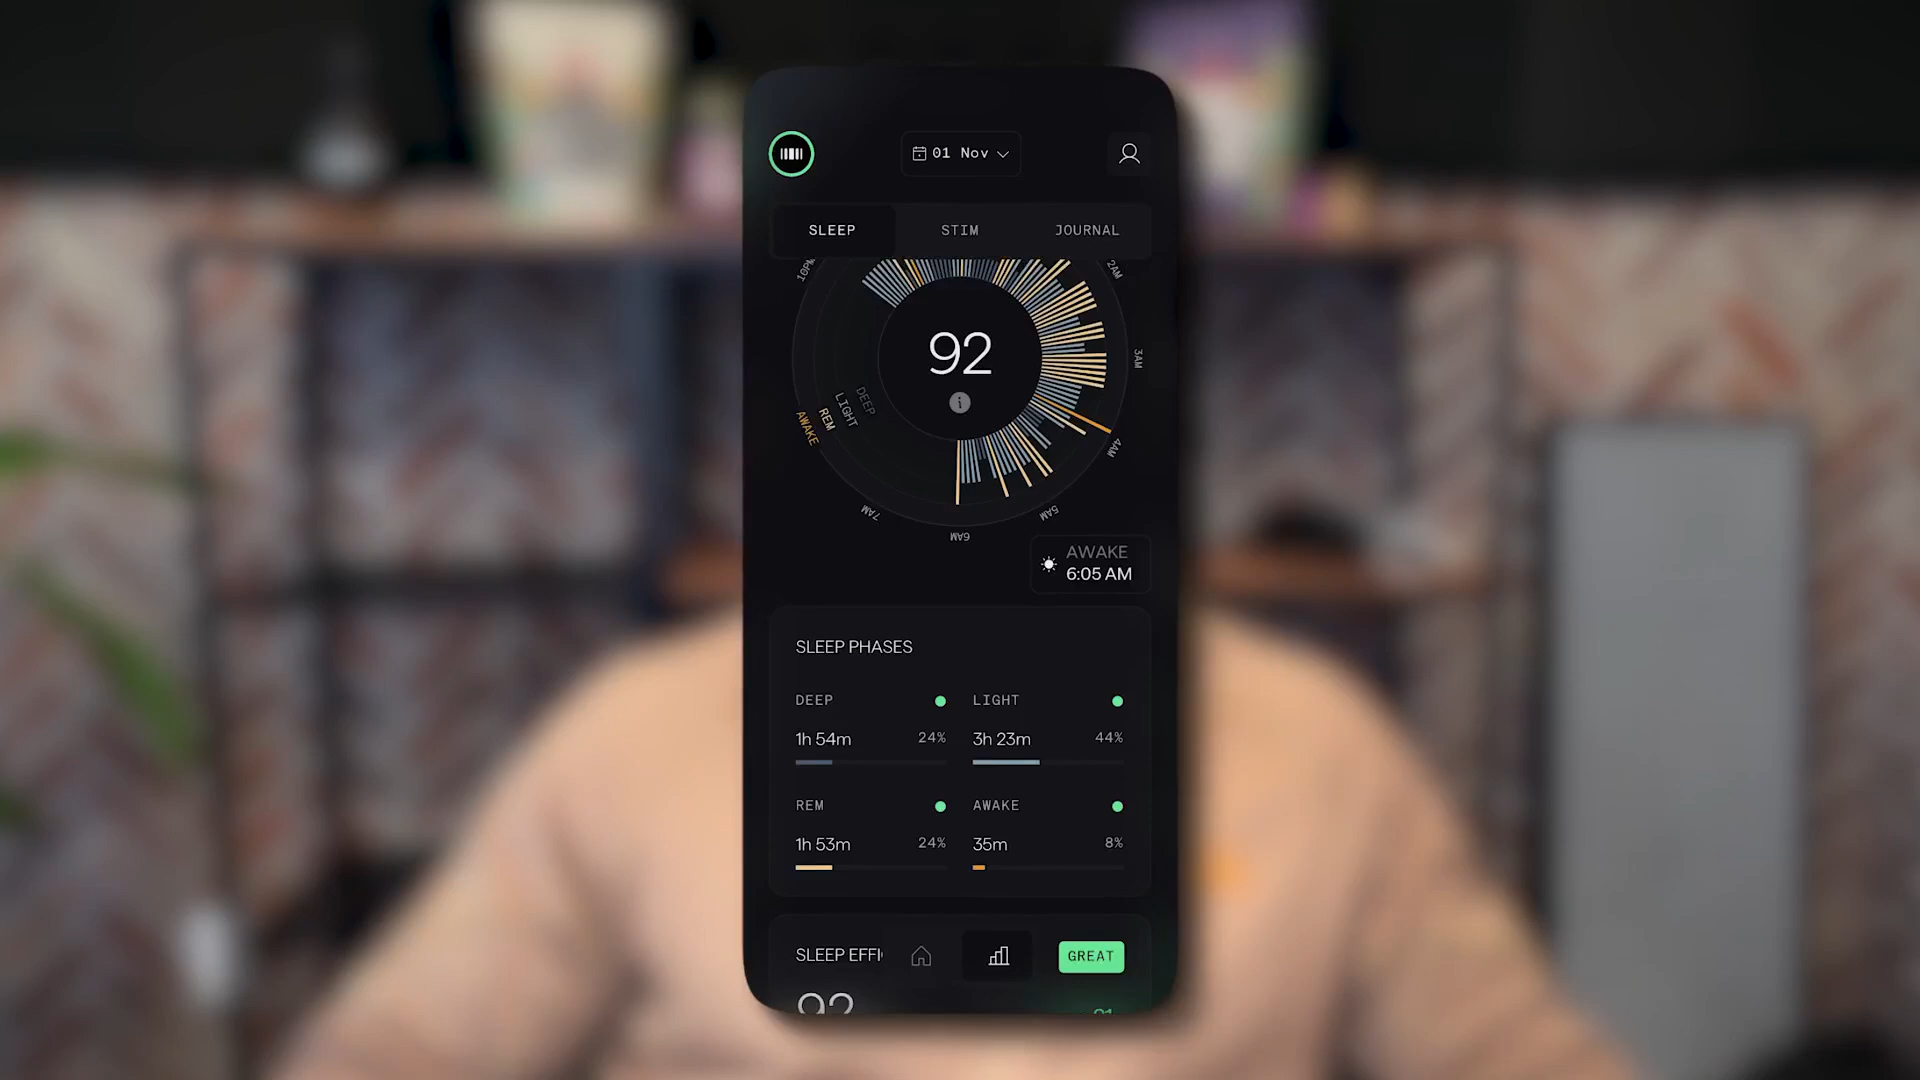 01 Nov
SLEEP STIM JOURNAL
10PM
2AM
3AM
4AM
5AM
6AM
7AM
DEEP
LIGHT
REM
AWAKE
92
AWAKE
6:05 AM
SLEEP PHASES
DEEP LIGHT
1h 54m 24% 3h 23m 44%
REM AWAKE
1h 53m 24% 35m 8%
SLEEP EFFI GREAT
92